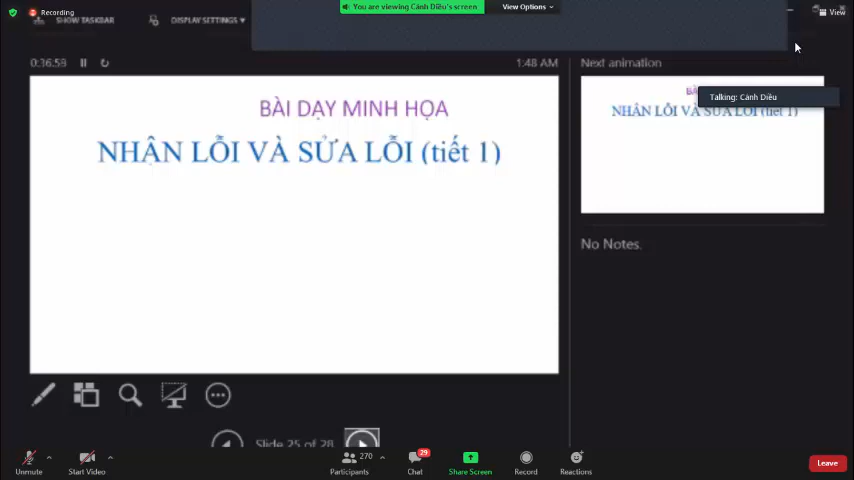 Recording
SHOW TASKBAR
DISPLAY SETTINGS
You are viewing Cánh Diều's screen
View Options
View
0:36:59
1:48 AM
BÀI DẠY MINH HỌA
NHẬN LỖI VÀ SỬA LỖI (tiết 1)
Next animation
Talking: Cánh Diều
NHẬN LỖI VÀ SỬA LỖI (tiết 1)
No Notes.
Slide 25 of 28
Unmute
Start Video
270
Participants
29
Chat
Share Screen
Record
Reactions
Leave